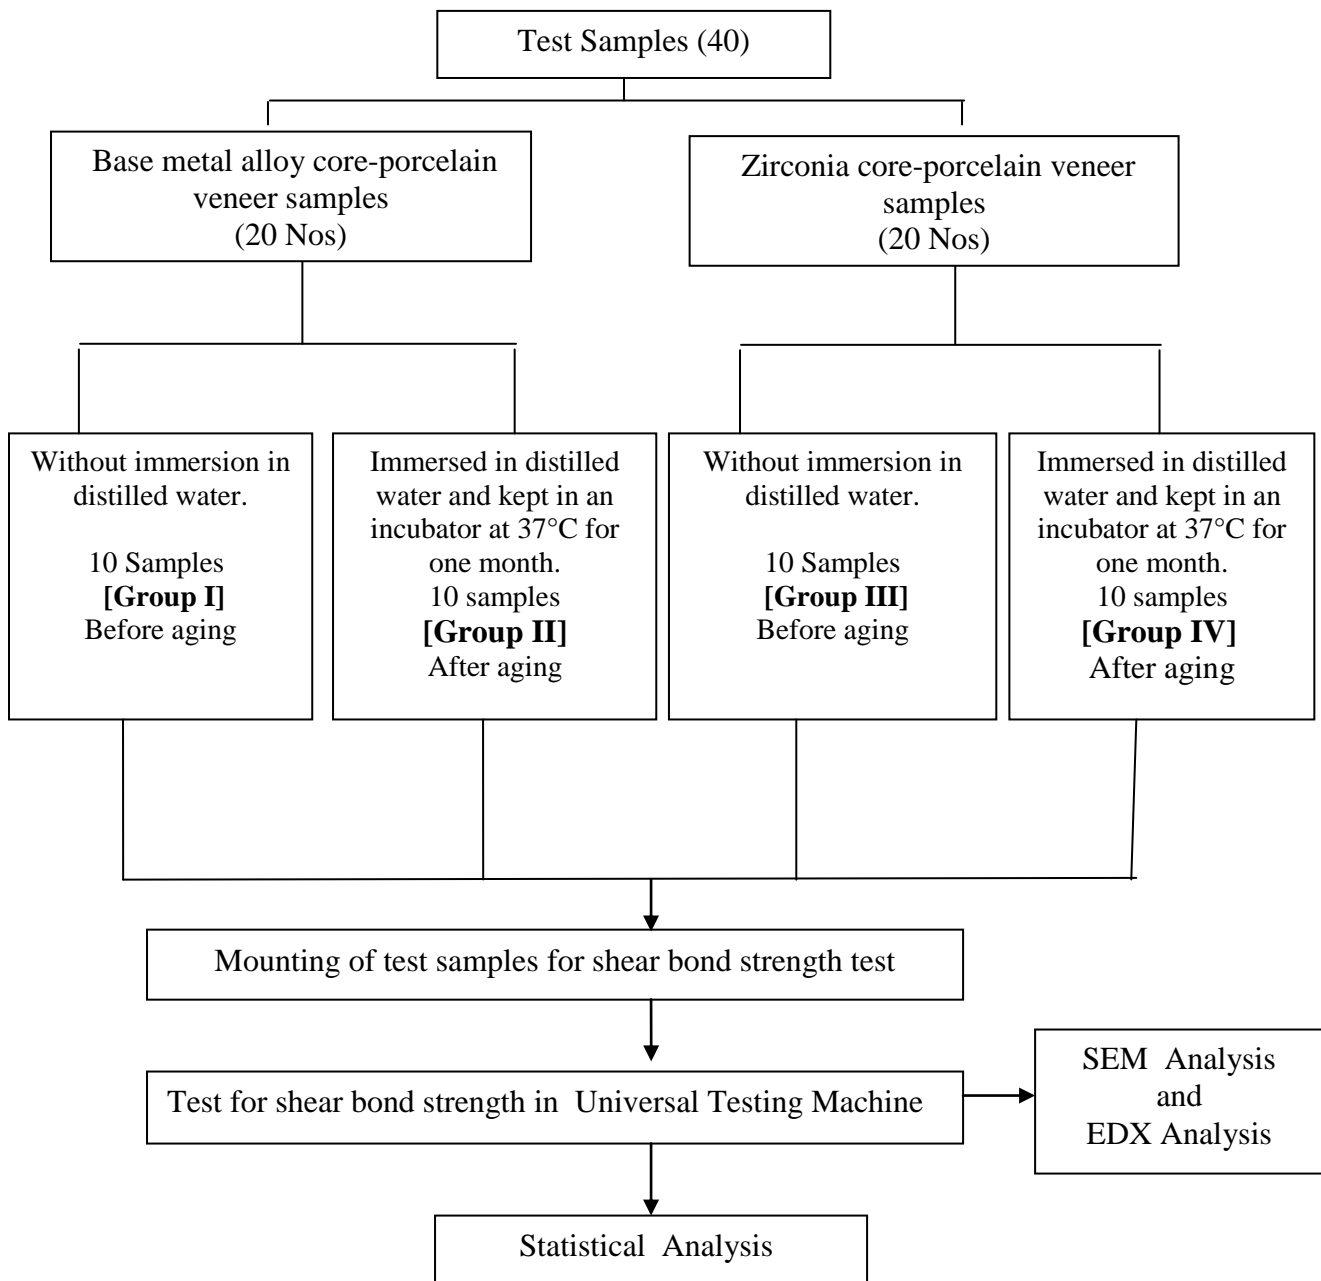 Test Samples (40)
Base metal alloy core-porcelain
veneer samples
(20 Nos)
Zirconia core-porcelain veneer
samples
(20 Nos)
Without immersion in
distilled water.
10 Samples
[Group I]
Before aging
Immersed in distilled
water and kept in an
incubator at 37°C for
one month.
10 samples
[Group II]
After aging
Without immersion in
distilled water.
10 Samples
[Group III]
Before aging
Immersed in distilled
water and kept in an
incubator at 37°C for
one month.
10 samples
[Group IV]
After aging
Mounting of test samples for shear bond strength test
Test for shear bond strength in Universal Testing Machine
SEM Analysis
and
EDX Analysis
Statistical Analysis